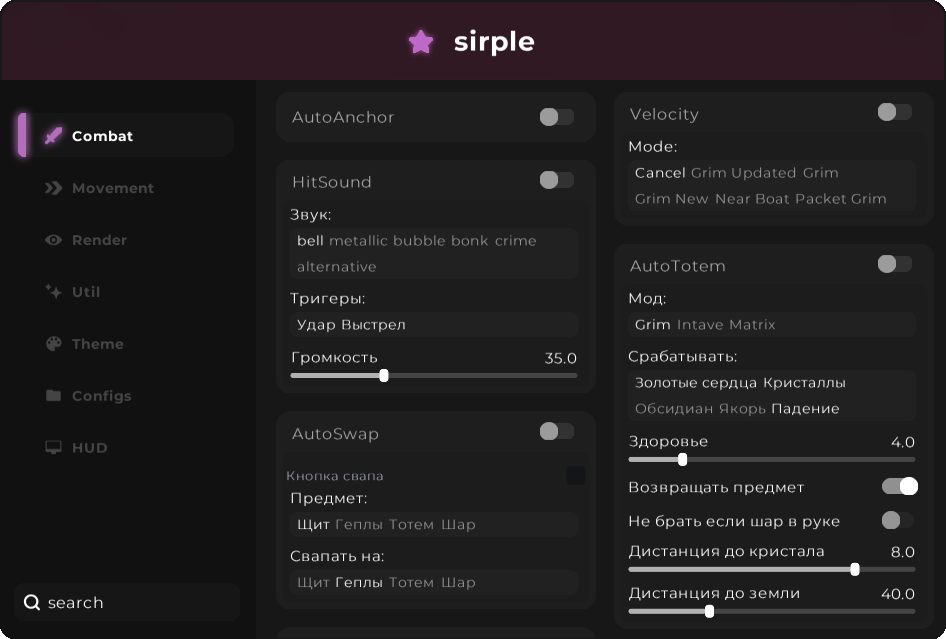 sirple
Combat
Movement
Render
Util
Theme
Configs
HUD
search
AutoAnchor
HitSound
Звук:
bell metallic bubble bonk crime
alternative
Тригеры:
Удар Выстрел
Громкость 35.0
AutoSwap
Кнопка свапа
Предмет:
Щит Геплы Тотем Шар
Свапать на:
Щит Геплы Тотем Шар
Velocity
Mode:
Cancel Grim Updated Grim
Grim New Near Boat Packet Grim
AutoTotem
Мод:
Grim Intave Matrix
Срабатывать:
Золотые сердца Кристаллы
Обсидиан Якорь Падение
Здоровье 4.0
Возвращать предмет
Не брать если шар в руке
Дистанция до кристала 8.0
Дистанция до земли 40.0